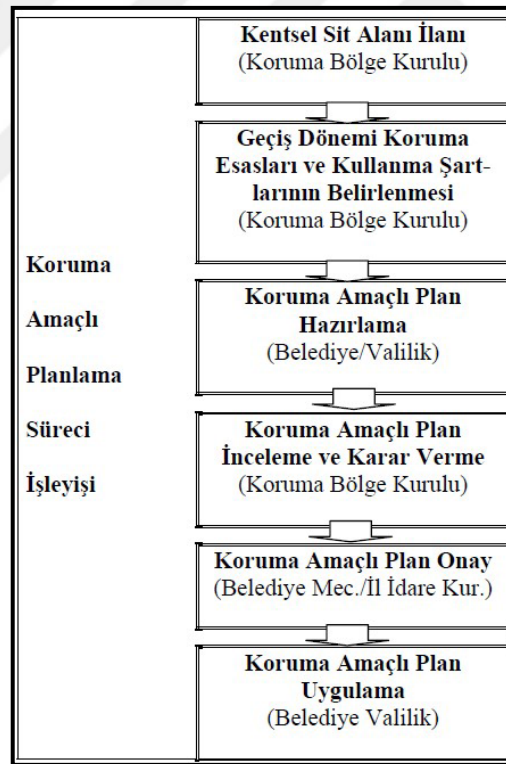 Koruma
Amaçlı
Planlama
Süreci
İşleyişi
Kentsel Sit Alanı İlanı
(Koruma Bölge Kurulu)
Geçiş Dönemi Koruma
Esasları ve Kullanma Şart-
larının Belirlenmesi
(Koruma Bölge Kurulu)
Koruma Amaçlı Plan
Hazırlama
(Belediye/Valilik)
Koruma Amaçlı Plan
İnceleme ve Karar Verme
(Koruma Bölge Kurulu)
Koruma Amaçlı Plan Onay
(Belediye Mec./İl İdare Kur.)
Koruma Amaçlı Plan
Uygulama
(Belediye Valilik)